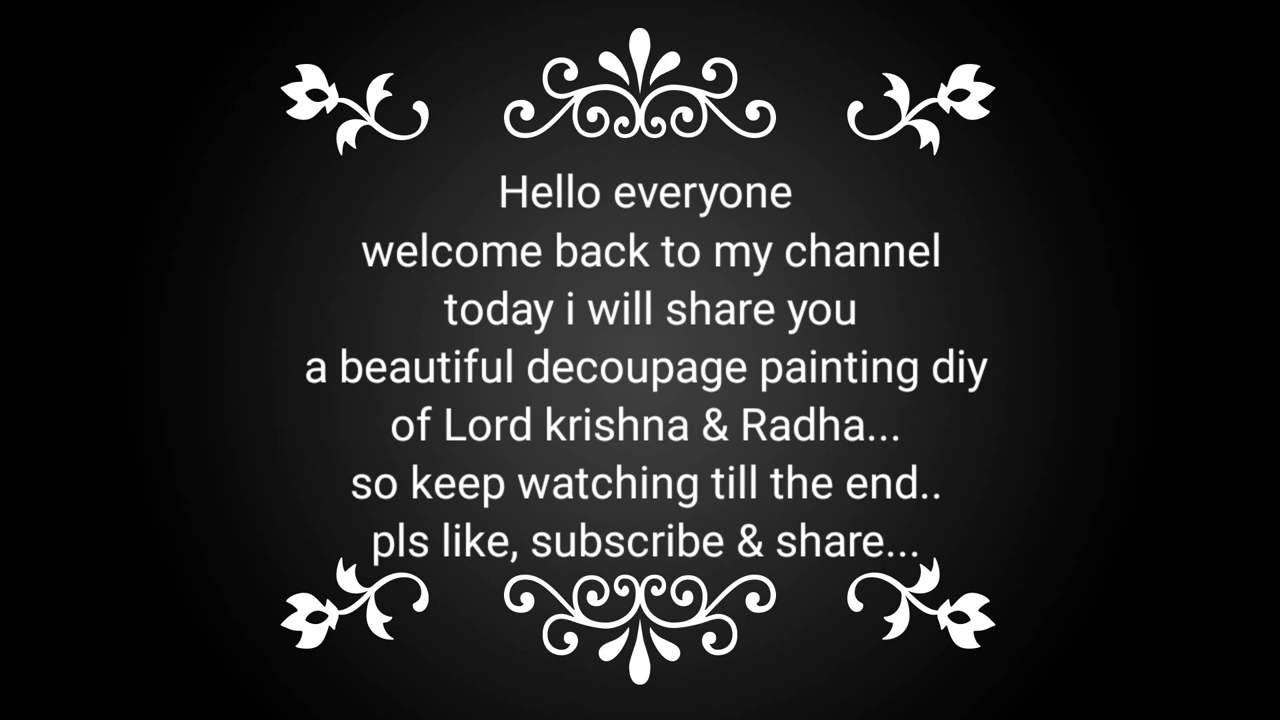 Hello everyone
welcome back to my channel
today i will share you
a beautiful decoupage painting diy
of Lord krishna & Radha...
so keep watching till the end..
pls like, subscribe & share...